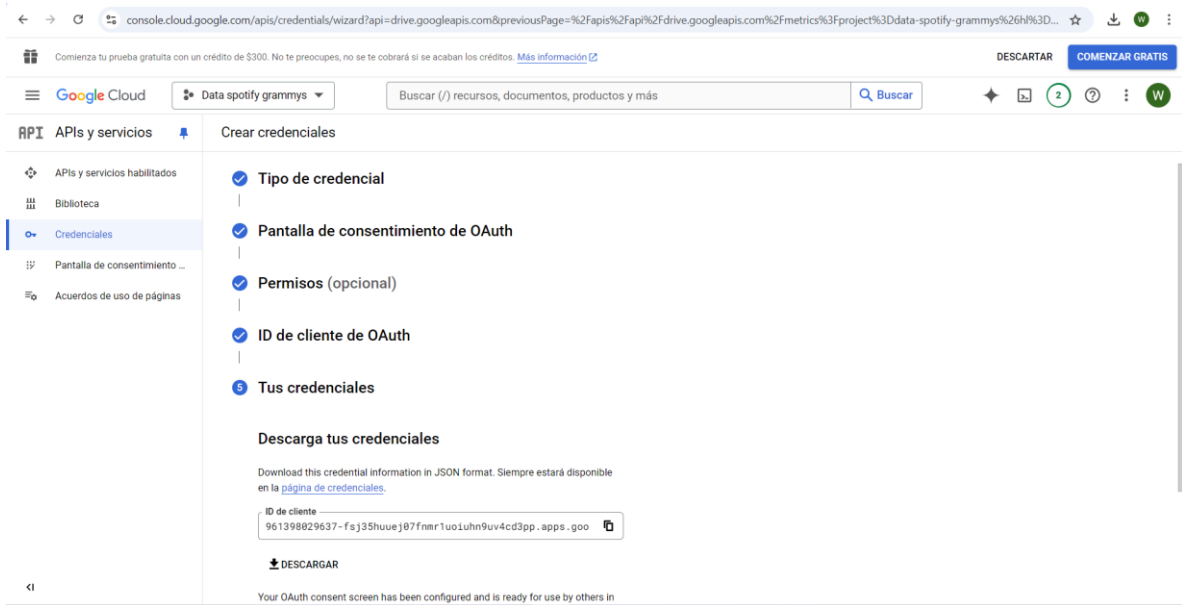 console.cloud.google.com/apis/credentials/wizard?api=drive.googleapis.com&previousPage=%2Fapis%2Fapi%2Fdrive.googleapis.com%2Fmetrics%3Fproject%3Ddata-spotify-grammys%26hl%3D...
W
Comienza tu prueba gratuita con un crédito de $300. No te preocupes, no se te cobrará si se acaban los créditos. Más información
DESCARTAR
COMENZAR GRATIS
Google Cloud
Data spotify grammys
Buscar (/) recursos, documentos, productos y más
Buscar
2
W
API APIs y servicios
Crear credenciales
APIs y servicios habilitados
Biblioteca
Credenciales
Pantalla de consentimiento ...
Acuerdos de uso de páginas
Tipo de credencial
Pantalla de consentimiento de OAuth
Permisos (opcional)
ID de cliente de OAuth
5 Tus credenciales
Descarga tus credenciales
Download this credential information in JSON format. Siempre estará disponible
en la página de credenciales.
ID de cliente
961398029637-fsj35huuej07fnmr1uoiuhn9uv4cd3pp.apps.goo
DESCARGAR
Your OAuth consent screen has been configured and is ready for use by others in